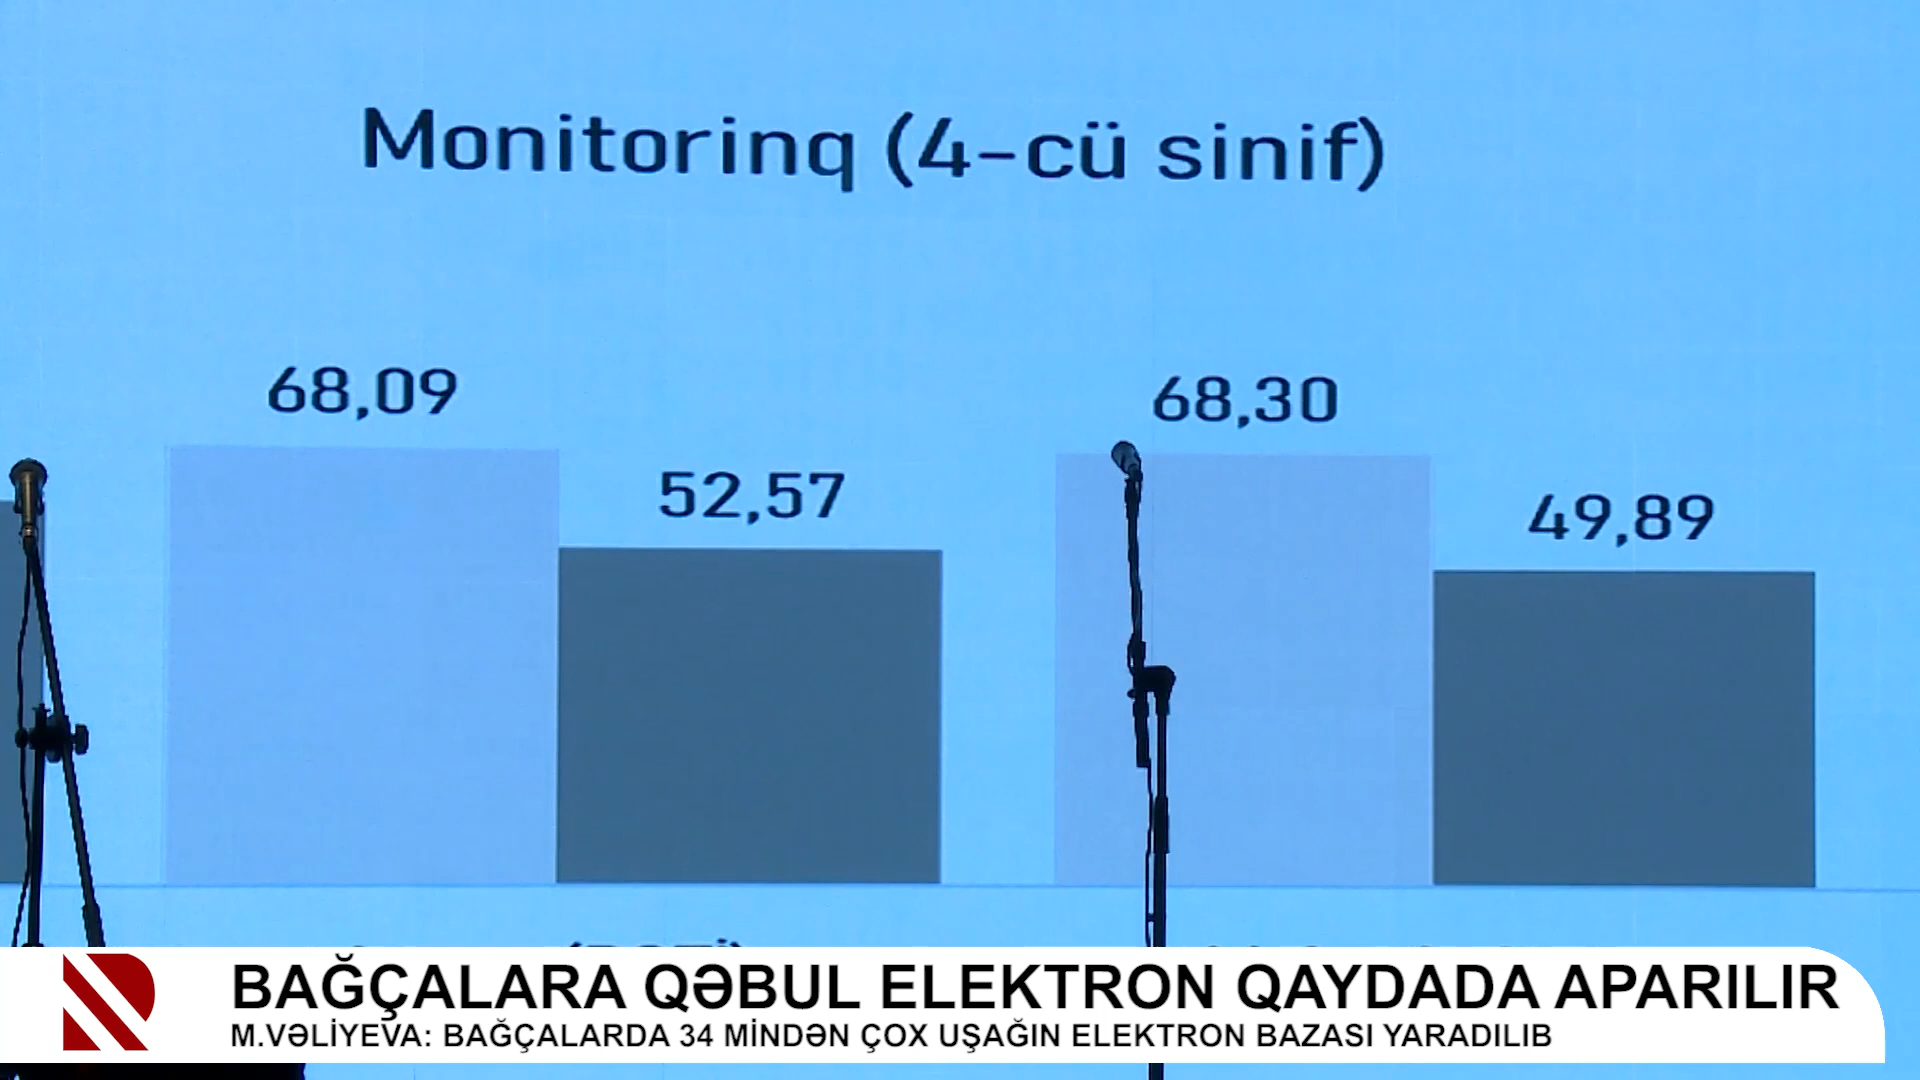 Monitorinq (4-cü sinif)
68,09
68,30
52,57
49,89
BAĞÇALARA QƏBUL ELEKTRON QAYDADA APARILIR
M.VƏLİYEVA: BAĞÇALARDA 34 MİNDƏN ÇOX UŞAĞIN ELEKTRON BAZASI YARADILIB